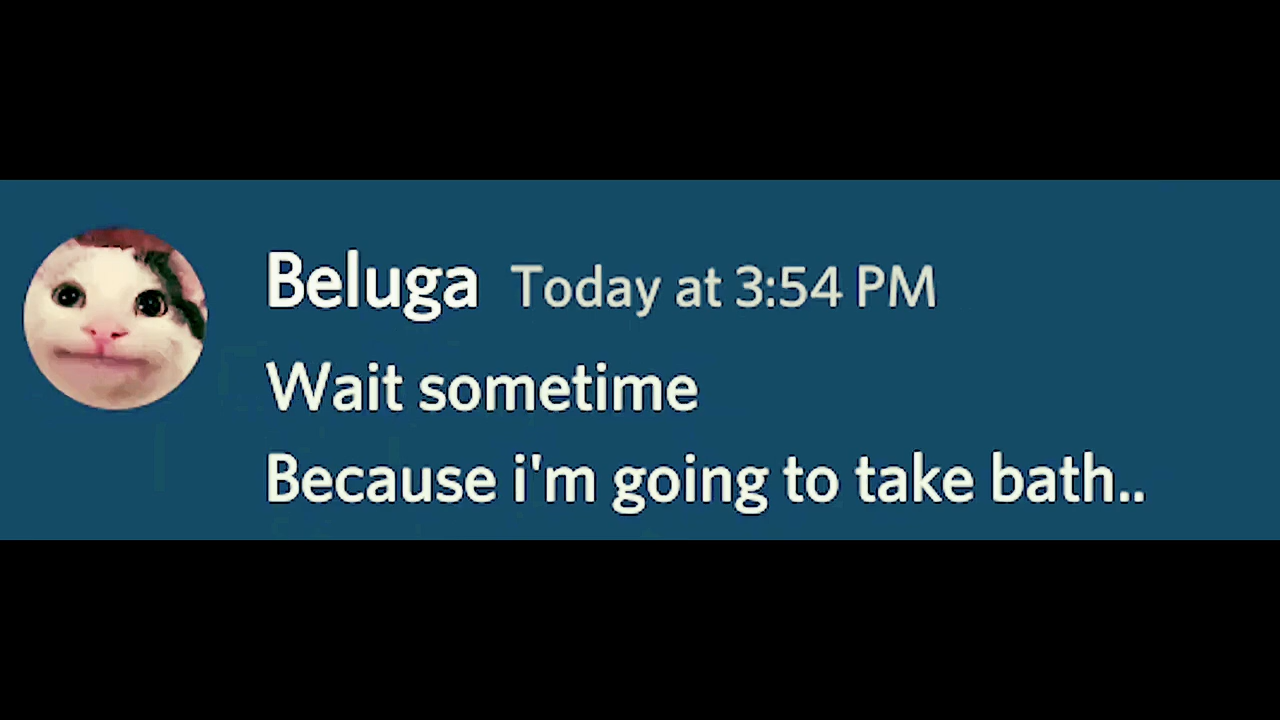 Beluga Today at 3:54 PM
Wait sometime
Because i'm going to take bath..